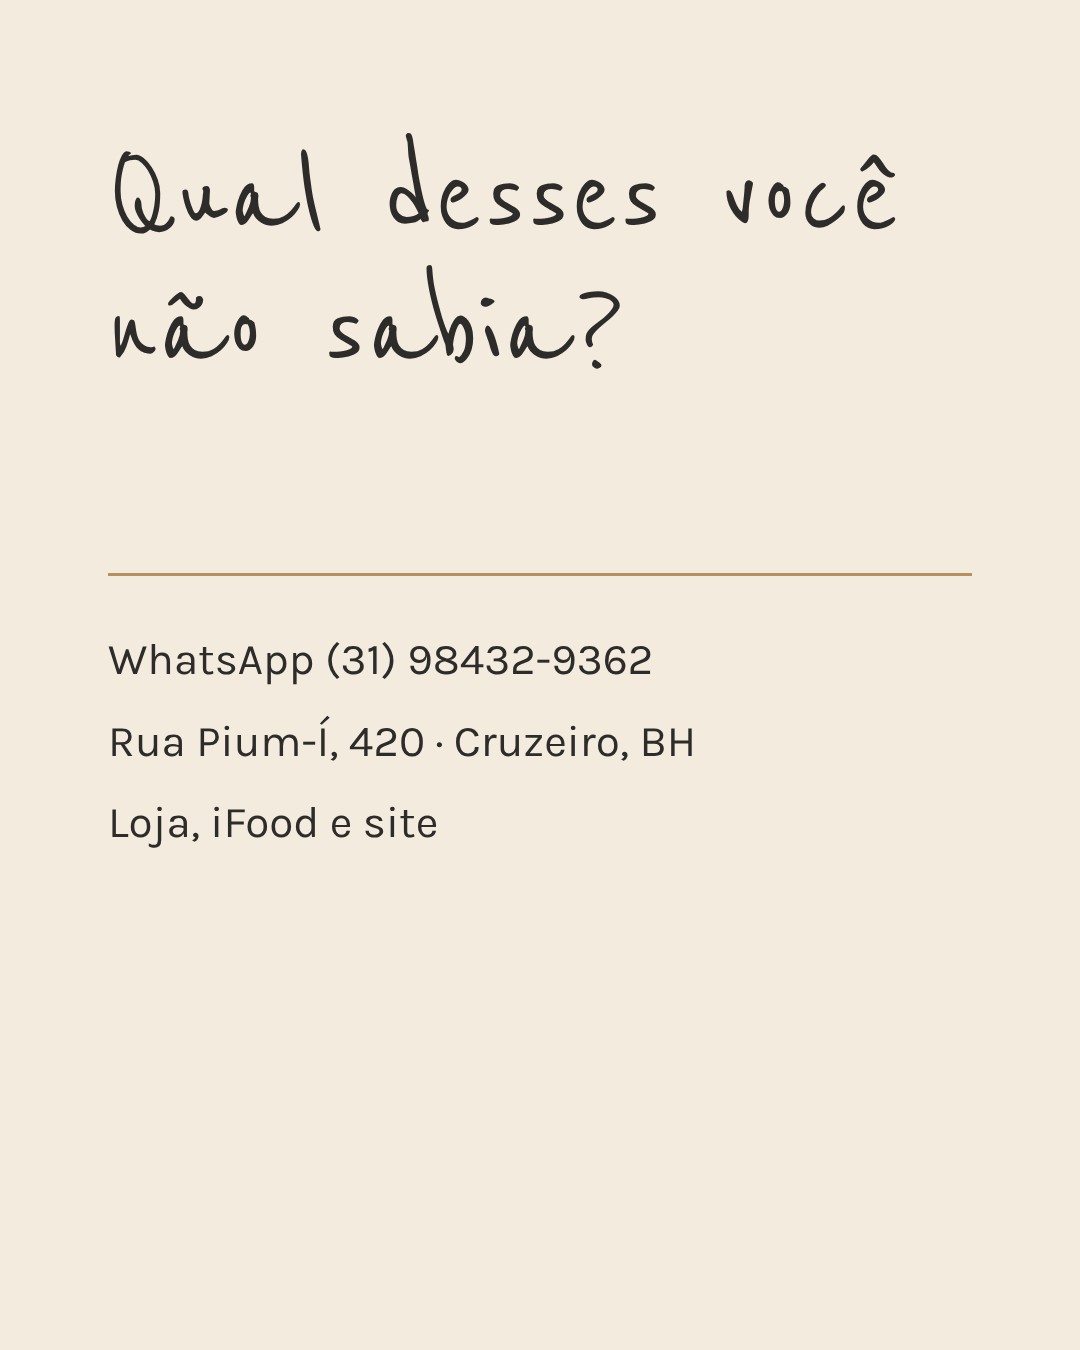 Qual desses você
não sabia?
WhatsApp (31) 98432-9362
Rua Pium-Í, 420 · Cruzeiro, BH
Loja, iFood e site